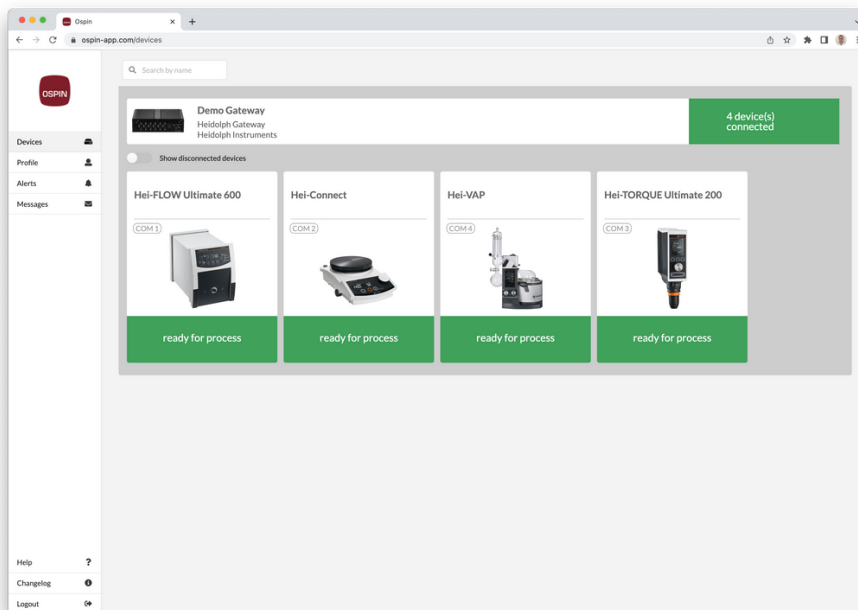 Ospin
ospin-app.com/devices
OSPIN
Devices
Profile
Alerts
Messages
Help
Changelog
Logout
Search by name
Demo Gateway
Heidolph Gateway
Heidolph Instruments
4 device(s)
connected
Show disconnected devices
Hei-FLOW Ultimate 600
COM 1
ready for process
Hei-Connect
COM 2
ready for process
Hei-VAP
COM 4
ready for process
Hei-TORQUE Ultimate 200
COM 3
ready for process